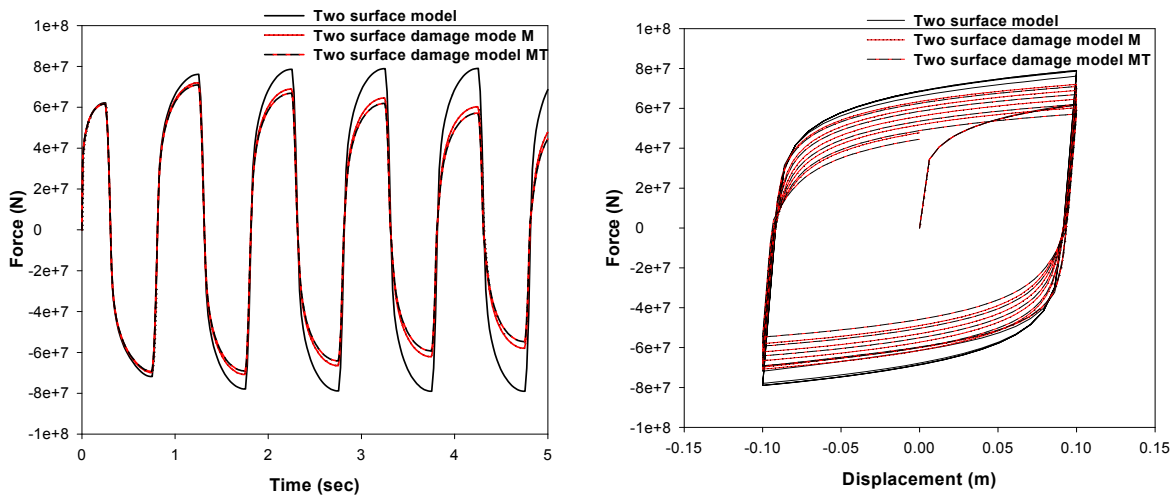 Two surface model
Two surface damage mode M
Two surface damage model MT
1e+8
8e+7
6e+7
4e+7
2e+7
0
-2e+7
-4e+7
-6e+7
-8e+7
-1e+8
Force (N)
0 1 2 3 4 5
Time (sec)
Two surface model
Two surface damage model M
Two surface damage model MT
1e+8
8e+7
6e+7
4e+7
2e+7
0
-2e+7
-4e+7
-6e+7
-8e+7
-1e+8
Force (N)
-0.15 -0.10 -0.05 0.00 0.05 0.10 0.15
Displacement (m)